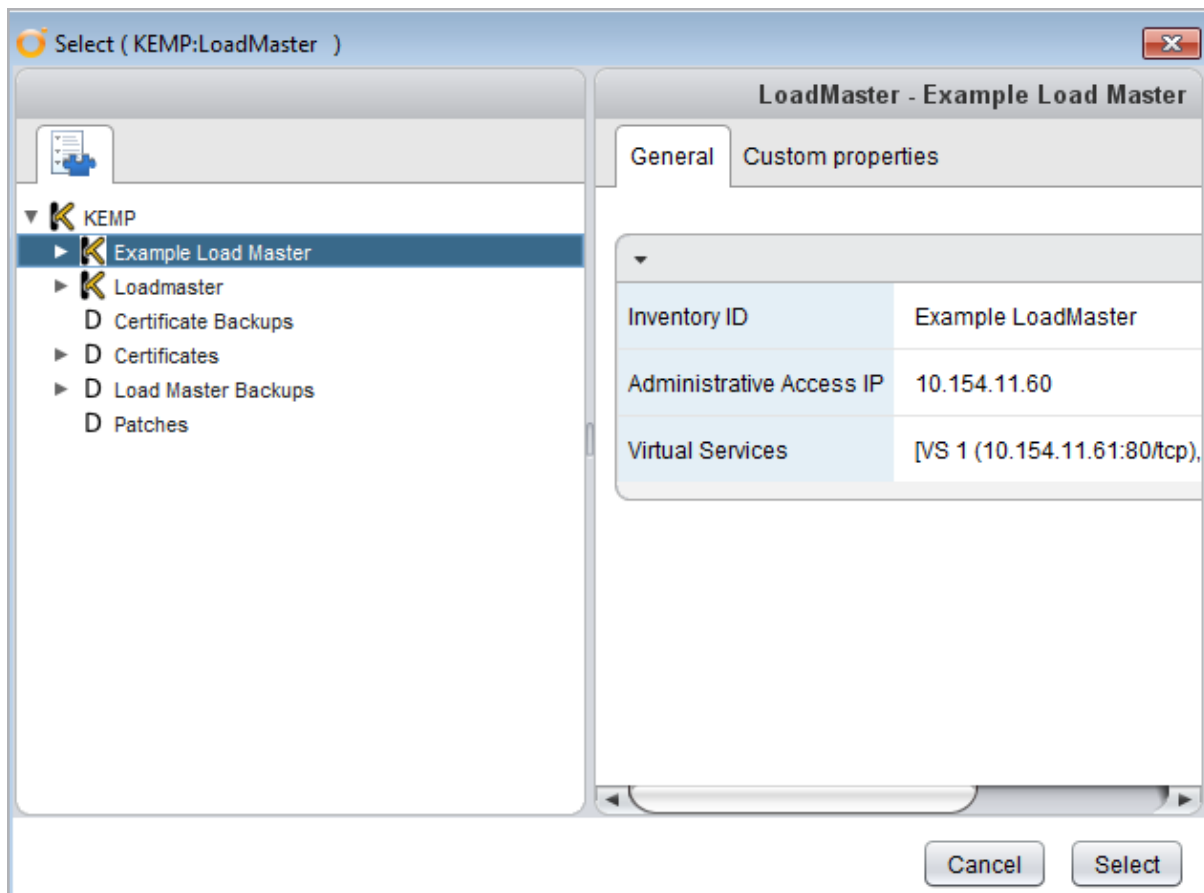 Select ( KEMP:LoadMaster )
LoadMaster - Example Load Master
General Custom properties
KEMP
Example Load Master
Loadmaster
D Certificate Backups
D Certificates
D Load Master Backups
D Patches
Inventory ID Example LoadMaster
Administrative Access IP 10.154.11.60
Virtual Services [VS 1 (10.154.11.61:80/tcp),
Cancel Select